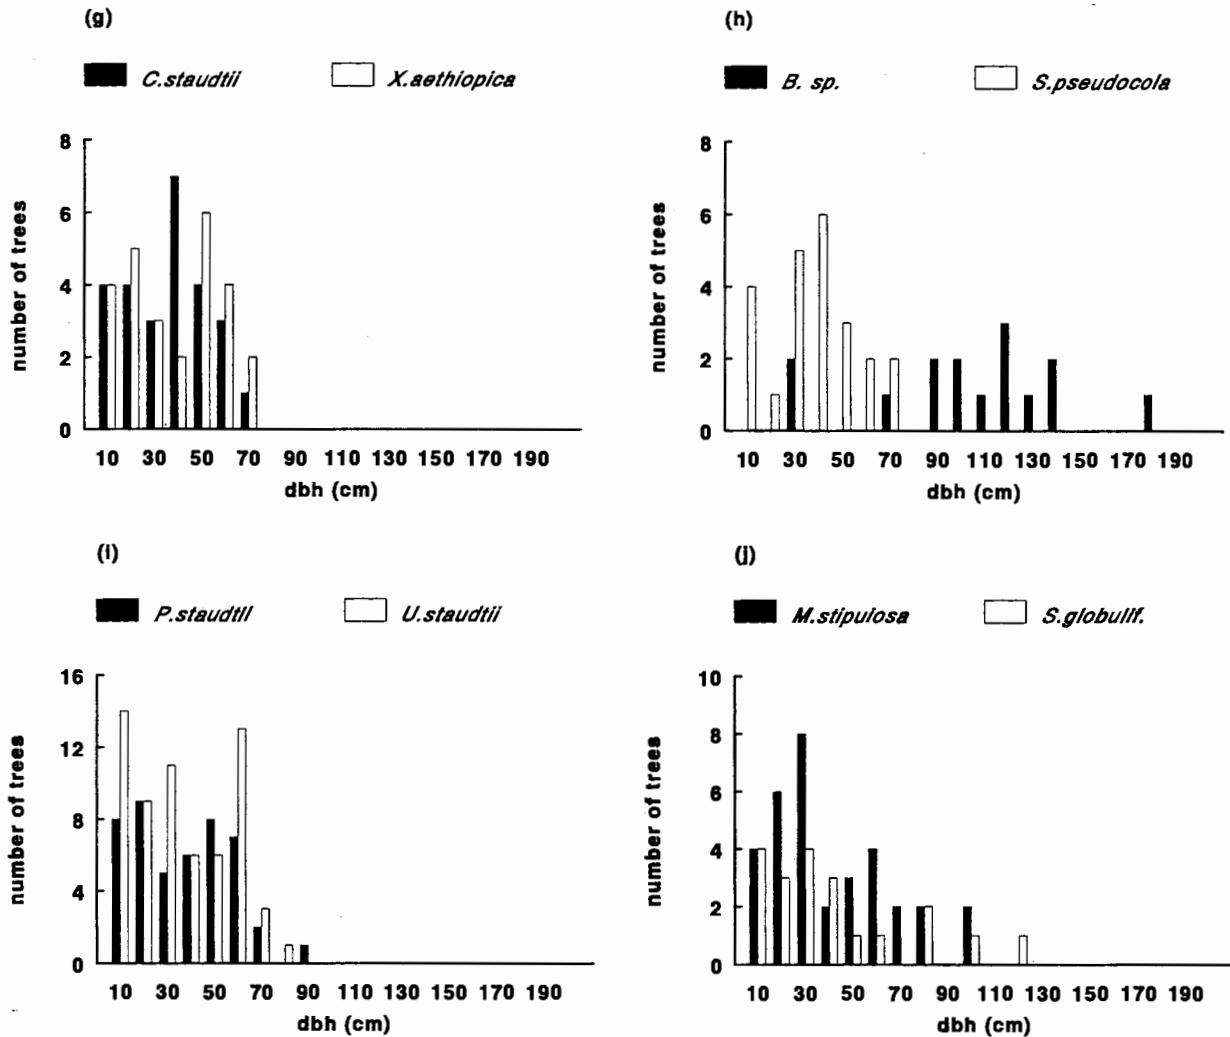 (g)
C.staudtii X.aethiopica
8
6
4
2
0
number of trees
10 30 50 70 90 110 130 150 170 190
dbh (cm)
(h)
B. sp. S.pseudocola
8
6
4
2
0
number of trees
10 30 50 70 90 110 130 150 170 190
dbh (cm)
(i)
P.staudtii U.staudtii
16
12
8
4
0
number of trees
10 30 50 70 90 110 130 150 170 190
dbh (cm)
(j)
M.stipulosa S.globulif.
10
8
6
4
2
0
number of trees
10 30 50 70 90 110 130 150 170 190
dbh (cm)